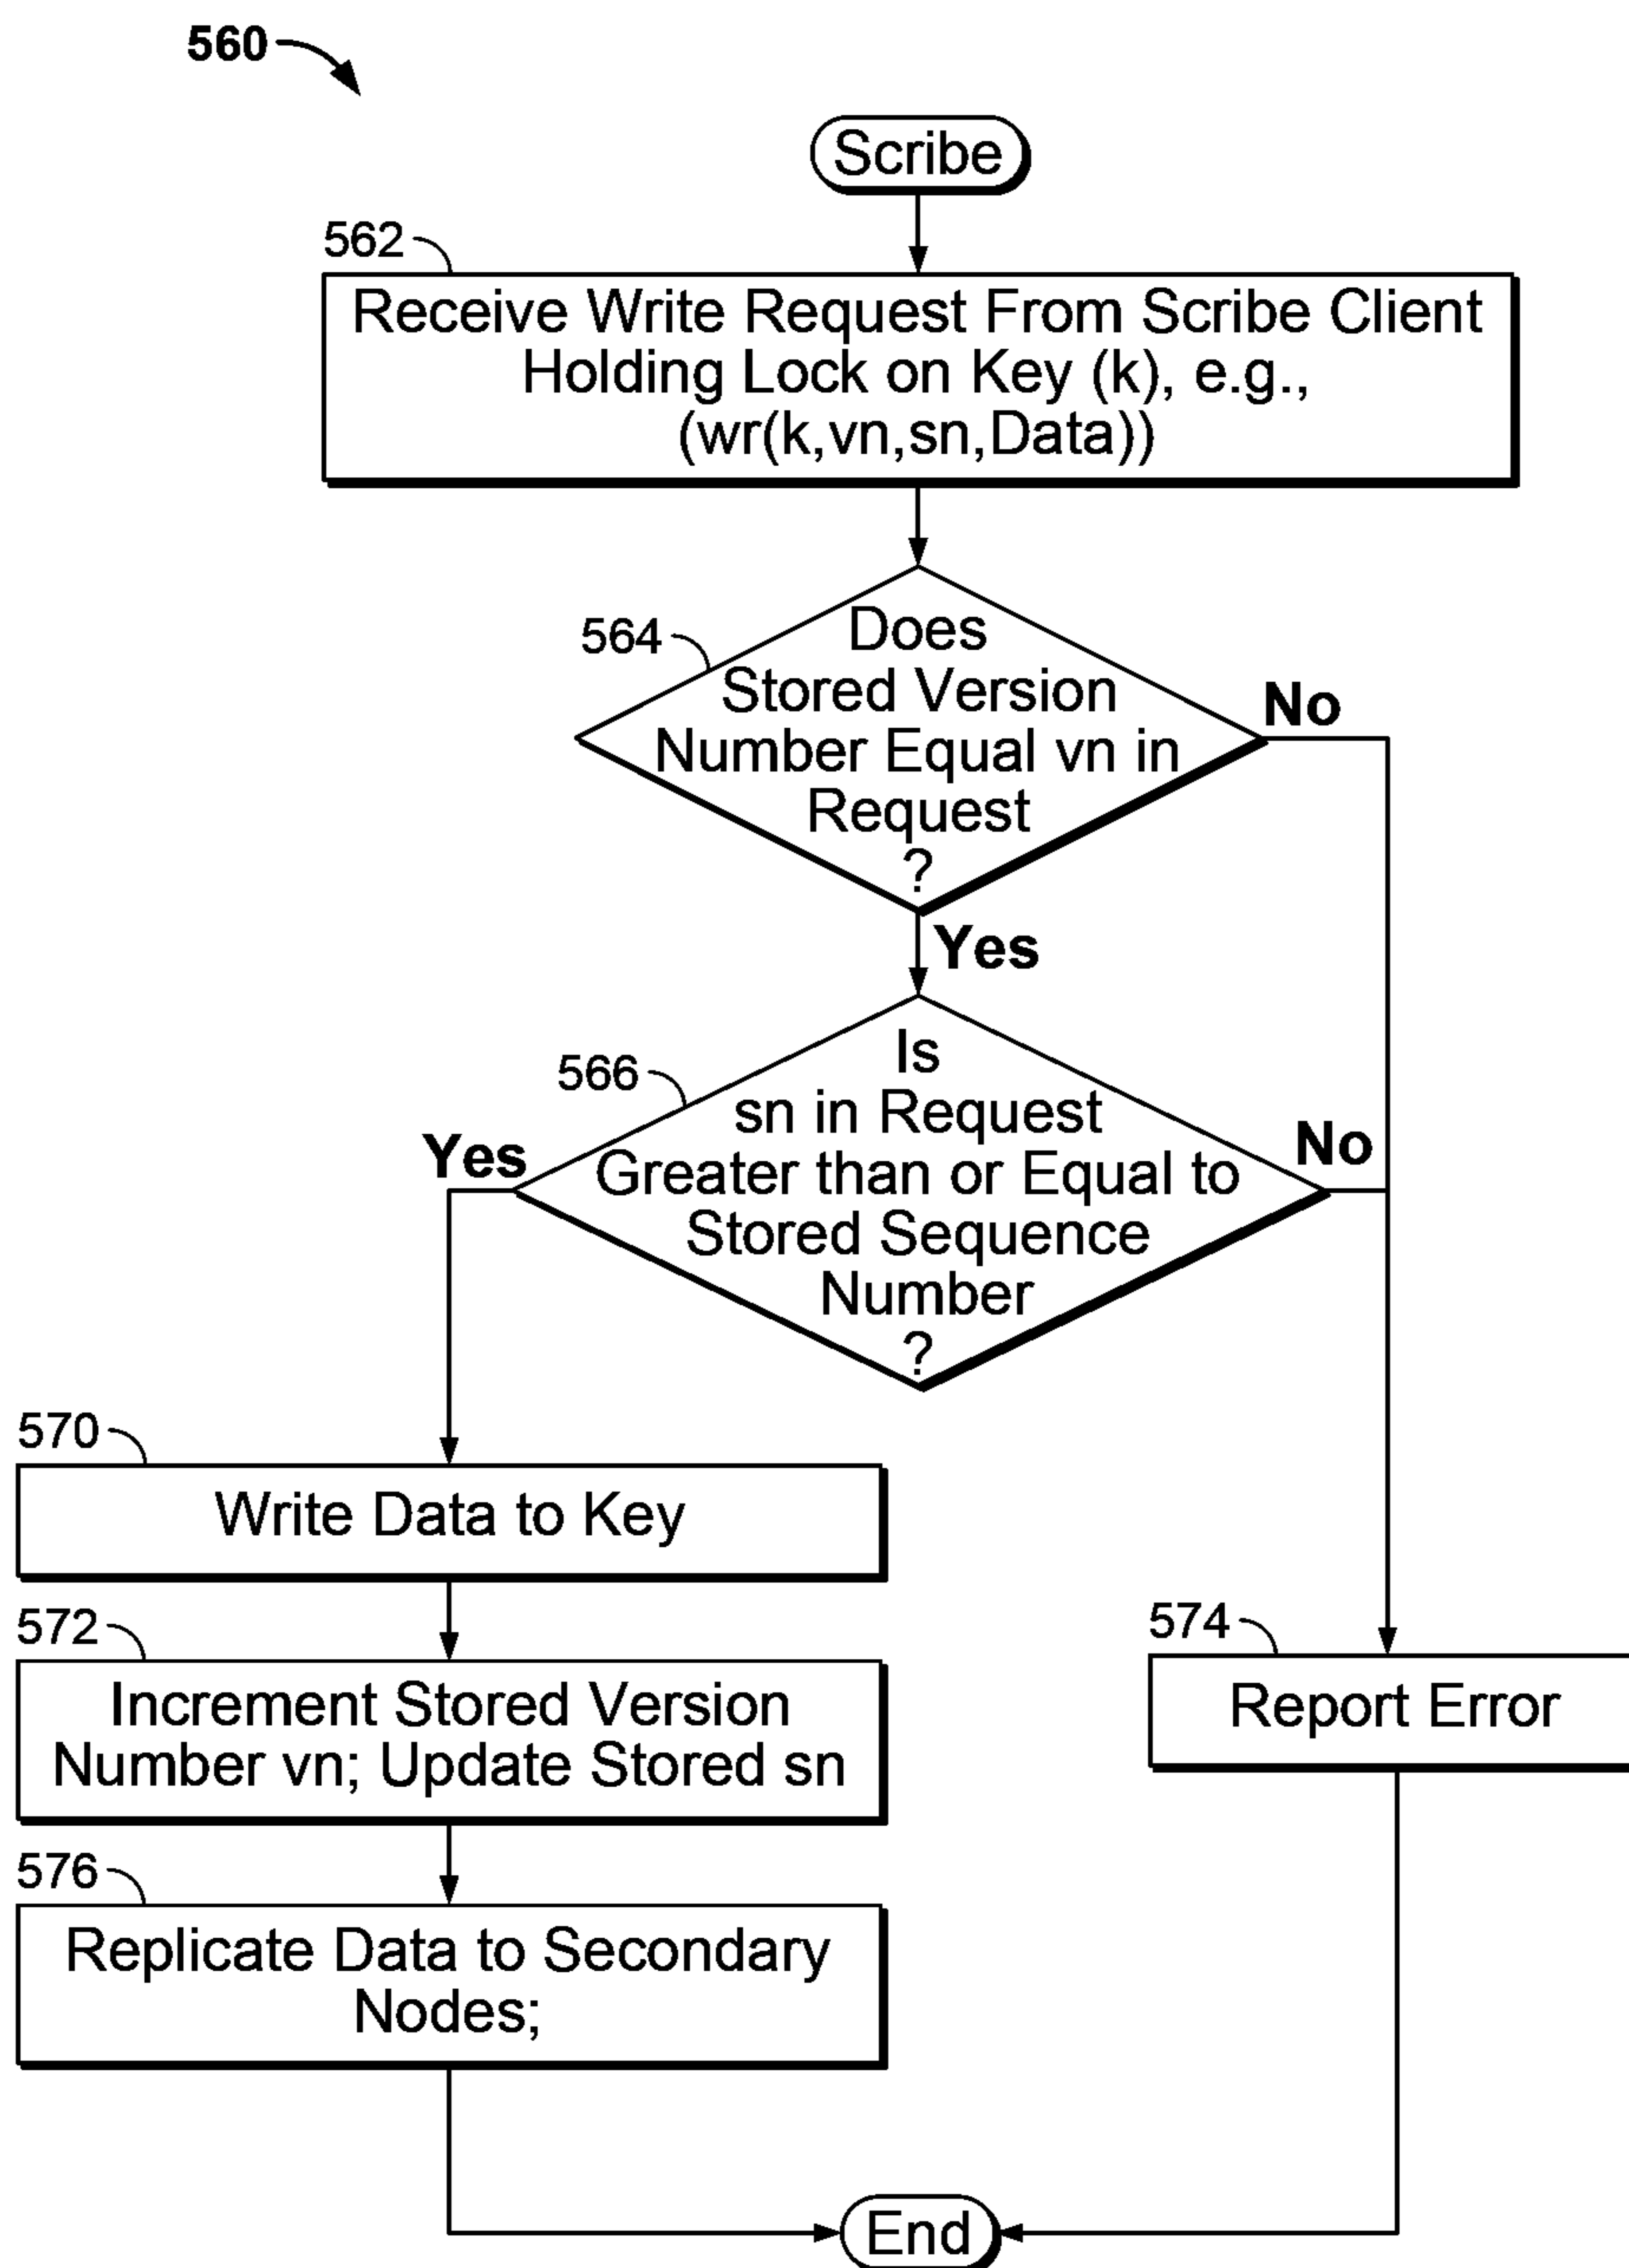 560
Scribe
562
Receive Write Request From Scribe Client
Holding Lock on Key (k), e.g.,
(wr(k,vn,sn,Data))
564
Does
Stored Version
Number Equal vn in
Request
?
No
Yes
566
Is
sn in Request
Greater than or Equal to
Stored Sequence
Number
?
Yes
No
570
Write Data to Key
572
Increment Stored Version
Number vn; Update Stored sn
574
Report Error
576
Replicate Data to Secondary
Nodes;
End